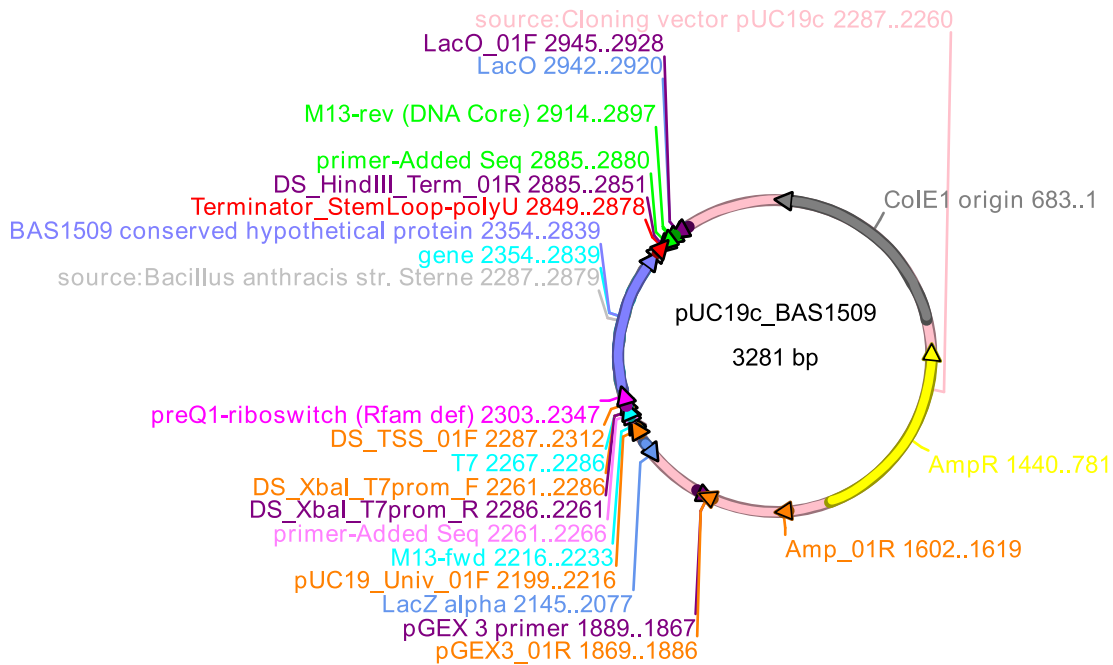 source:Cloning vector pUC19c 2287..2260
LacO_01F 2945..2928
LacO 2942..2920
M13-rev (DNA Core) 2914..2897
primer-Added Seq 2885..2880
DS_HindIII_Term_01R 2885..2851
Terminator_StemLoop-polyU 2849..2878
BAS1509 conserved hypothetical protein 2354..2839
gene 2354..2839
source:Bacillus anthracis str. Sterne 2287..2879
ColE1 origin 683..1
pUC19c_BAS1509
3281 bp
preQ1-riboswitch (Rfam def) 2303..2347
DS_TSS_01F 2287..2312
T7 2267..2286
DS_XbaI_T7prom_F 2261..2286
DS_XbaI_T7prom_R 2286..2261
primer-Added Seq 2261..2266
M13-fwd 2216..2233
pUC19_Univ_01F 2199..2216
LacZ alpha 2145..2077
pGEX 3 primer 1889..1867
pGEX3_01R 1869..1886
AmpR 1440..781
Amp_01R 1602..1619